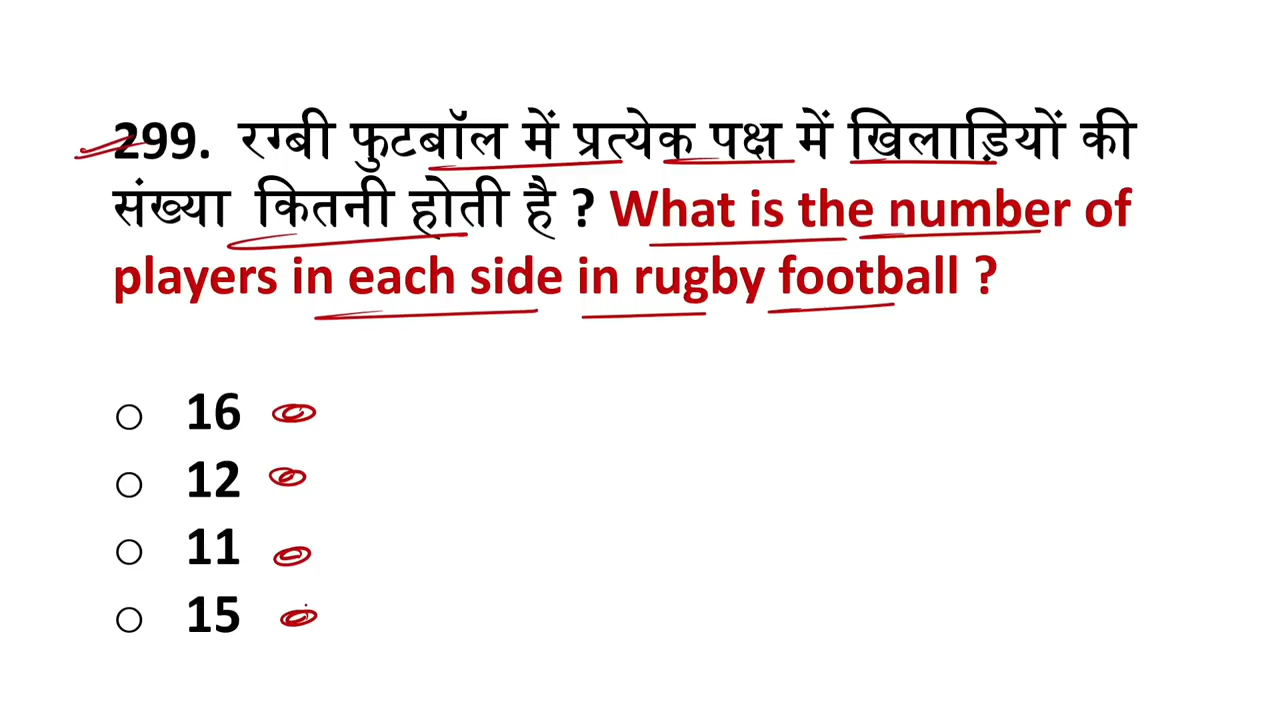 299. रग्बी फुटबॉल में प्रत्येक पक्ष में खिलाड़ियों की
संख्या कितनी होती है ? What is the number of
players in each side in rugby football ?
16
12
11
15